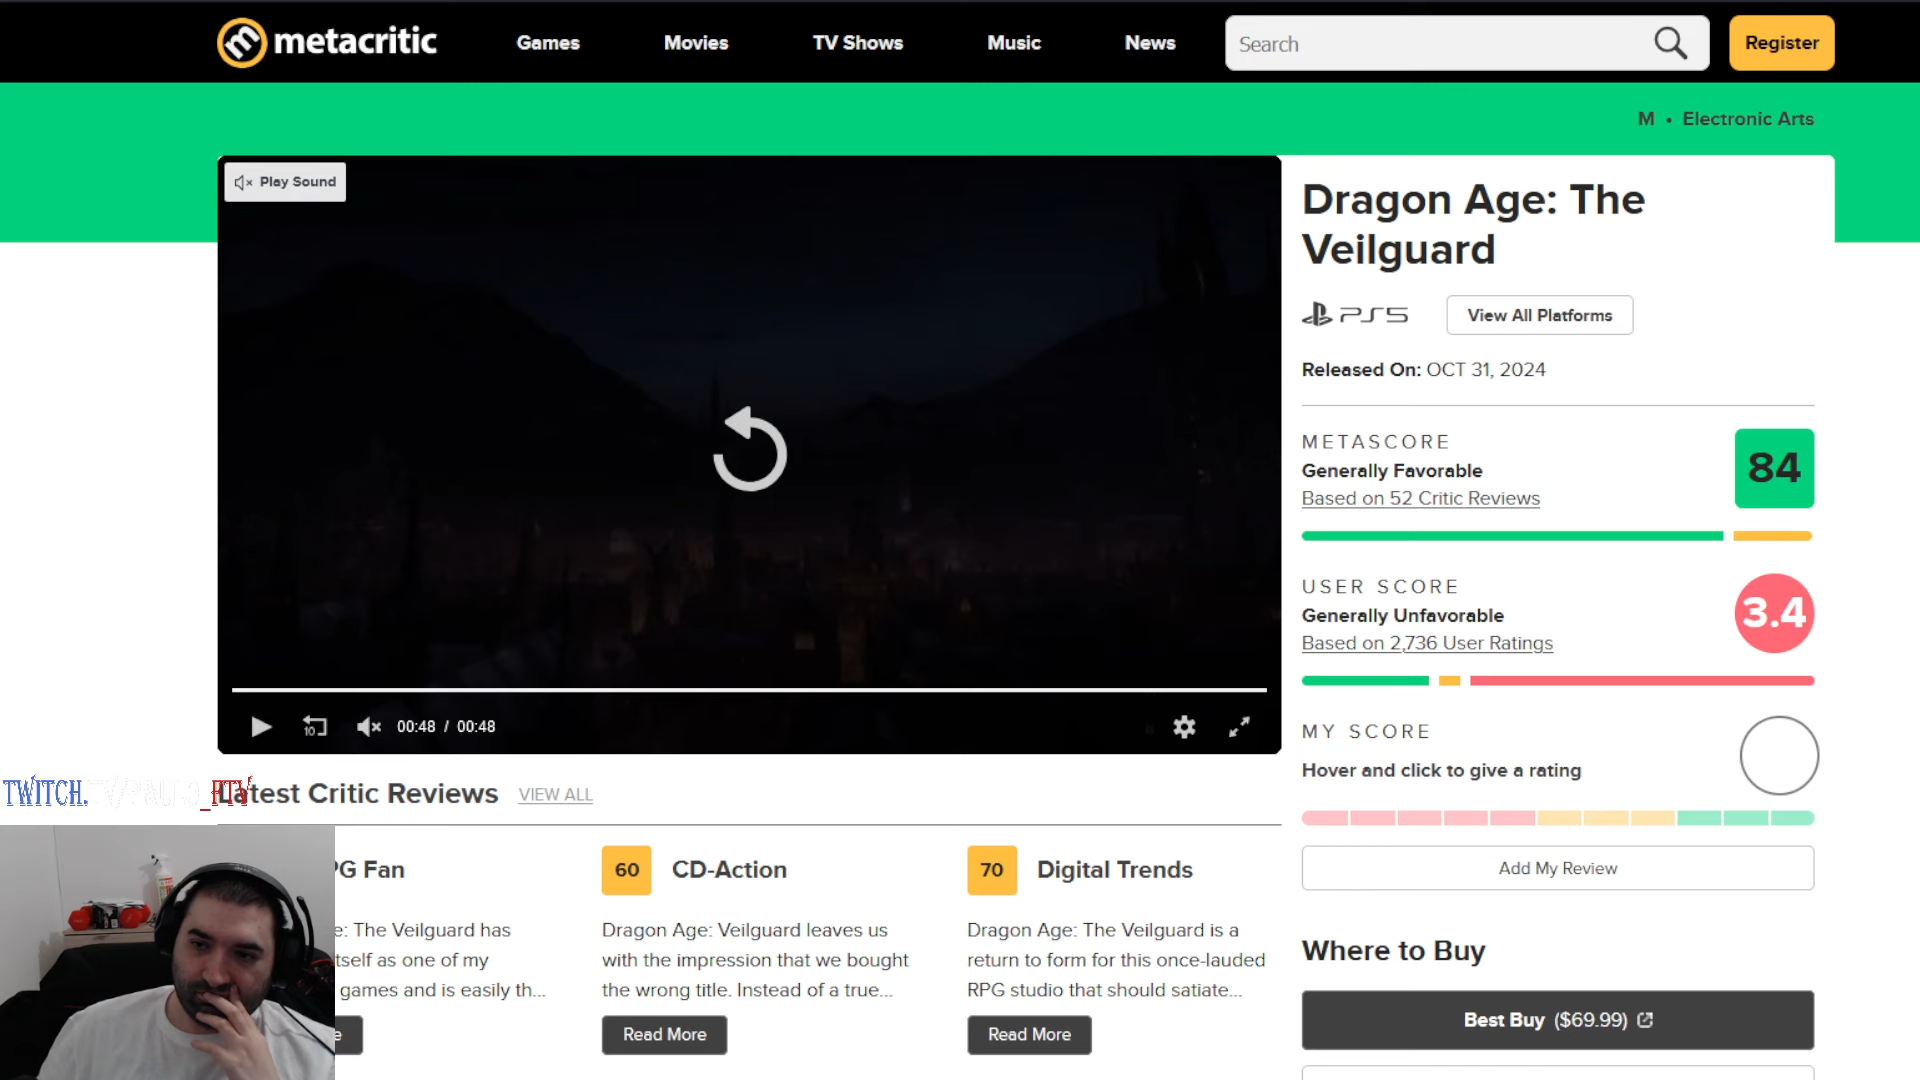 metacritic
Games
Movies
TV Shows
Music
News
Search
Register
M • Electronic Arts
Play Sound
Dragon Age: The
Veilguard
PS5
View All Platforms
Released On: OCT 31, 2024
METASCORE
Generally Favorable
Based on 52 Critic Reviews
84
USER SCORE
Generally Unfavorable
Based on 2,736 User Ratings
3.4
10
00:48 / 00:48
MY SCORE
Hover and click to give a rating
TWITCH.
Latest Critic Reviews
VIEW ALL
Fan
e: The Veilguard has
tself as one of my
games and is easily th...
60
CD-Action
Dragon Age: Veilguard leaves us
with the impression that we bought
the wrong title. Instead of a true...
Read More
70
Digital Trends
Dragon Age: The Veilguard is a
return to form for this once-lauded
RPG studio that should satiate...
Read More
Add My Review
Where to Buy
Best Buy ($69.99)